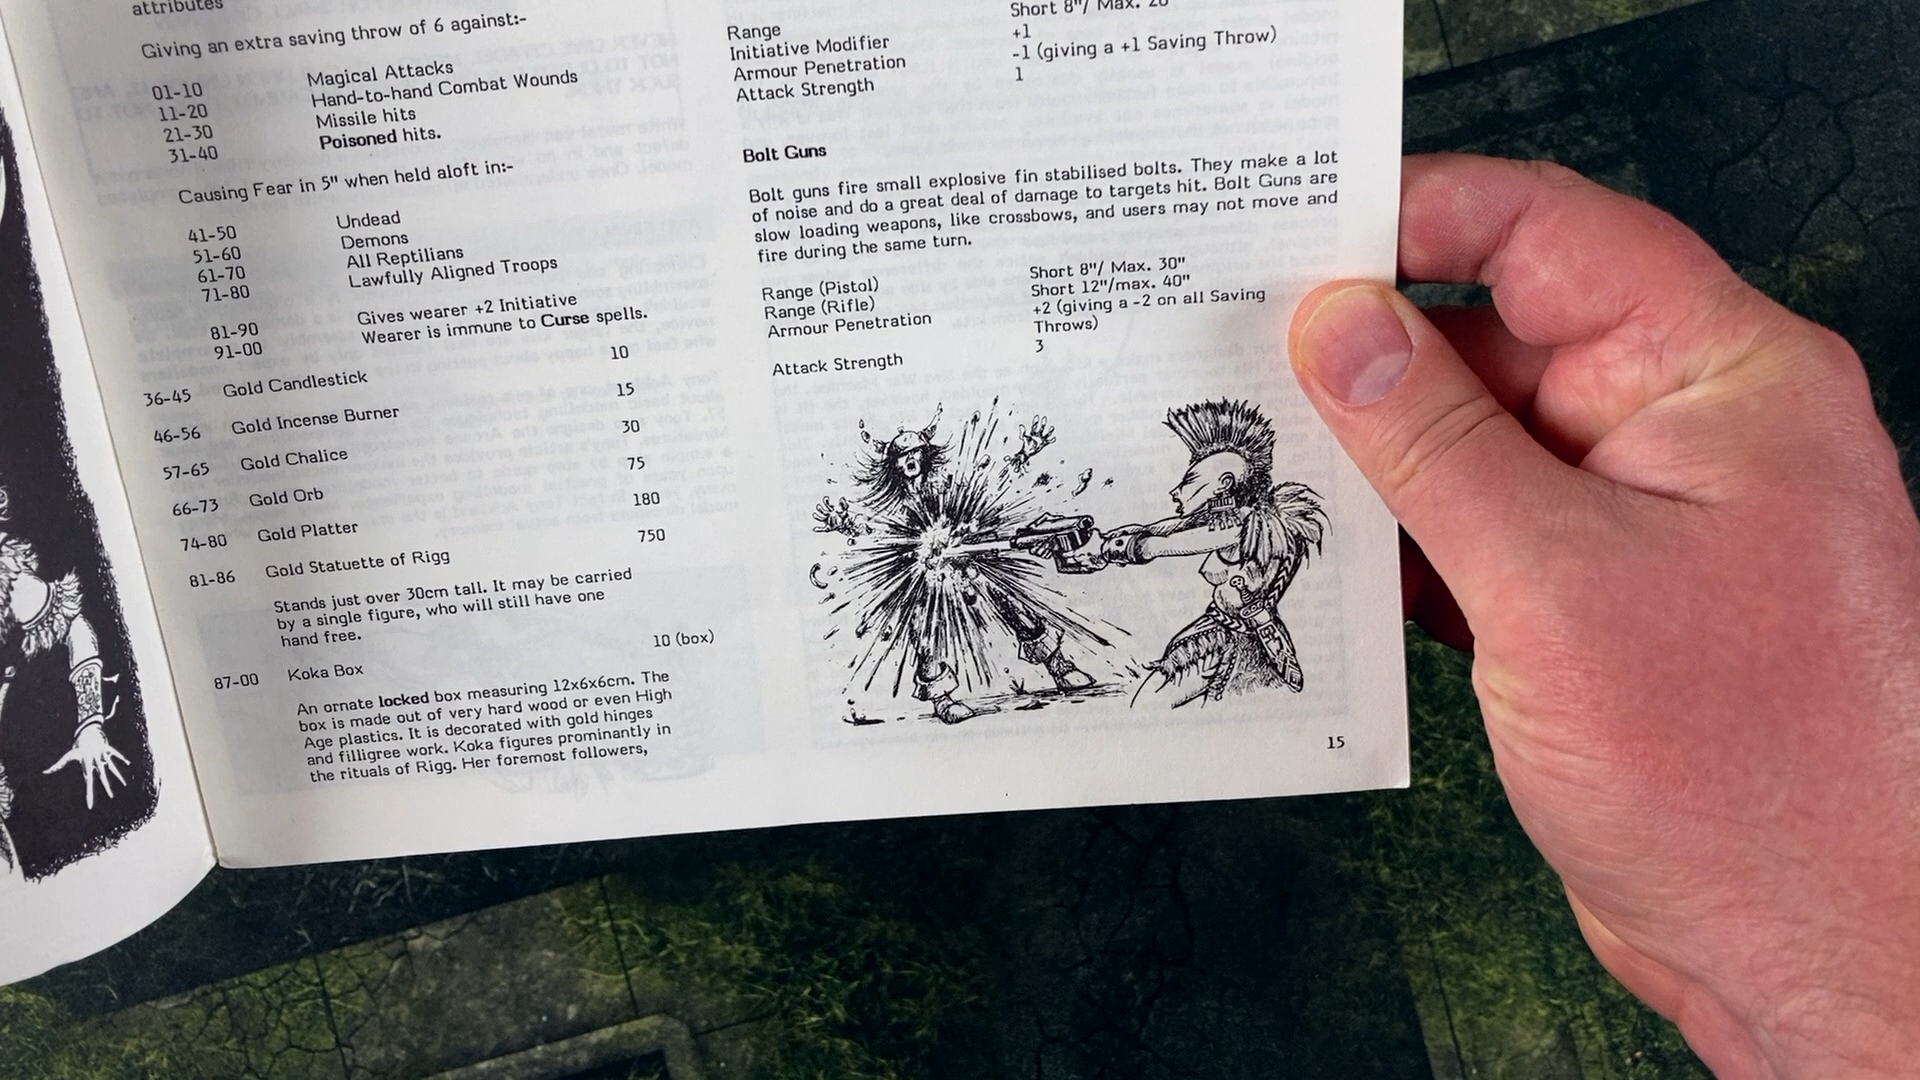 attributes
Giving an extra saving throw of 6 against:-
01-10 Magical Attacks
11-20 Hand-to-hand Combat Wounds
21-30 Missile hits
31-40 Poisoned hits.
Causing Fear in 5" when held aloft in:-
41-50 Undead
51-60 Demons
61-70 All Reptilians
71-80 Lawfully Aligned Troops
81-90 Gives wearer +2 Initiative
91-00 Wearer is immune to Curse spells.
36-45 Gold Candlestick 10
46-56 Gold Incense Burner 15
57-65 Gold Chalice 30
66-73 Gold Orb 75
74-80 Gold Platter 180
81-86 Gold Statuette of Rigg 750
Stands just over 30cm tall. It may be carried
by a single figure, who will still have one
hand free.
87-00 Koka Box 10 (box)
An ornate locked box measuring 12x6x6cm. The
box is made out of very hard wood or even High
Age plastics. It is decorated with gold hinges
and filligree work. Koka figures prominantly in
the rituals of Rigg. Her foremost followers,
Range Short 8"/ Max. 20
Initiative Modifier +1
Armour Penetration -1 (giving a +1 Saving Throw)
Attack Strength 1
Bolt Guns
Bolt guns fire small explosive fin stabilised bolts. They make a lot
of noise and do a great deal of damage to targets hit. Bolt Guns are
slow loading weapons, like crossbows, and users may not move and
fire during the same turn.
Range (Pistol) Short 8"/ Max. 30"
Range (Rifle) Short 12"/max. 40"
Armour Penetration +2 (giving a -2 on all Saving
Throws)
Attack Strength 3
15